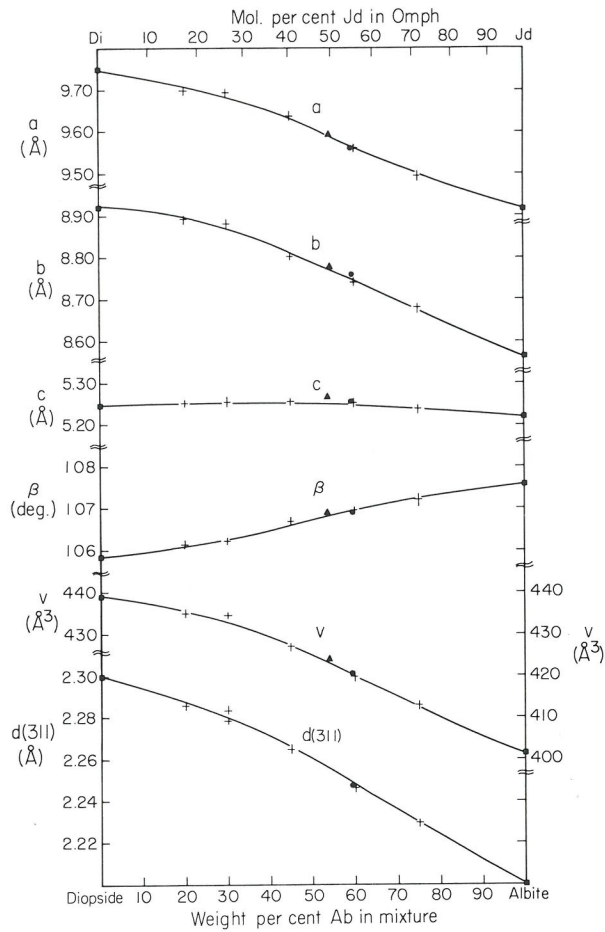 Mol. per cent Jd in Omph
Di 10 20 30 40 50 60 70 80 90 Jd
9.70
a
a
9.60
(Å)
9.50
8.90
b
b
8.80
(Å)
8.70
8.60
5.30
c
c
(Å)
5.20
108
β
β
(deg.)
107
106
440
440
v
v
(Å3)
430
430
v
(Å3)
2.30
420
d(311)
d(311)
(Å)
2.28
410
2.26
400
2.24
2.22
Diopside 10 20 30 40 50 60 70 80 90 Albite
Weight per cent Ab in mixture